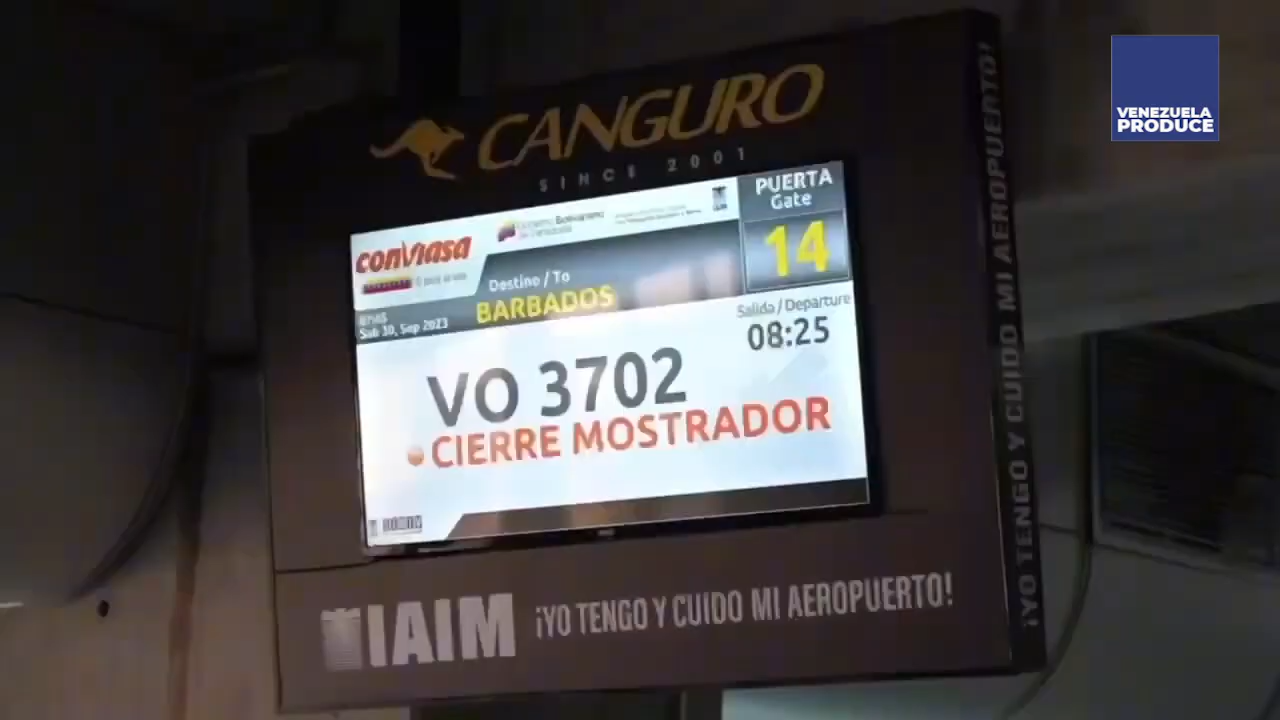 VENEZUELA
PRODUCE
CANGURO
SINCE 2001
conviasa
Destino / To
BARBADOS
PUERTA
Gate
14
Sab 30, Sep 2023
Salida / Departure
08:25
VO 3702
CIERRE MOSTRADOR
IAIM ¡YO TENGO Y CUIDO MI AEROPUERTO!
¡YO TENGO Y CUIDO MI AEROPUERTO!